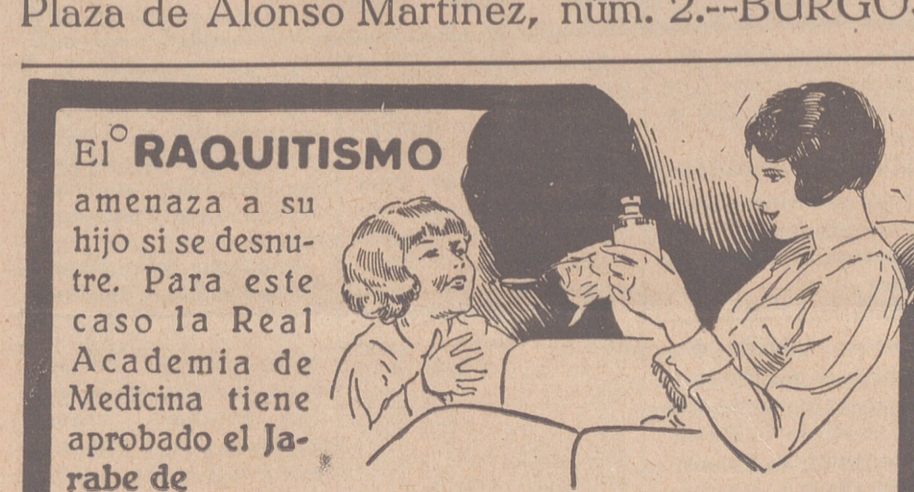 Plaza de Alonso Martínez, núm. 2.--BURGOS
El RAQUITISMO
amenaza a su
hijo si se desnu-
tre. Para este
caso la Real
Academia de
Medicina tiene
aprobado el Ja-
rabe de